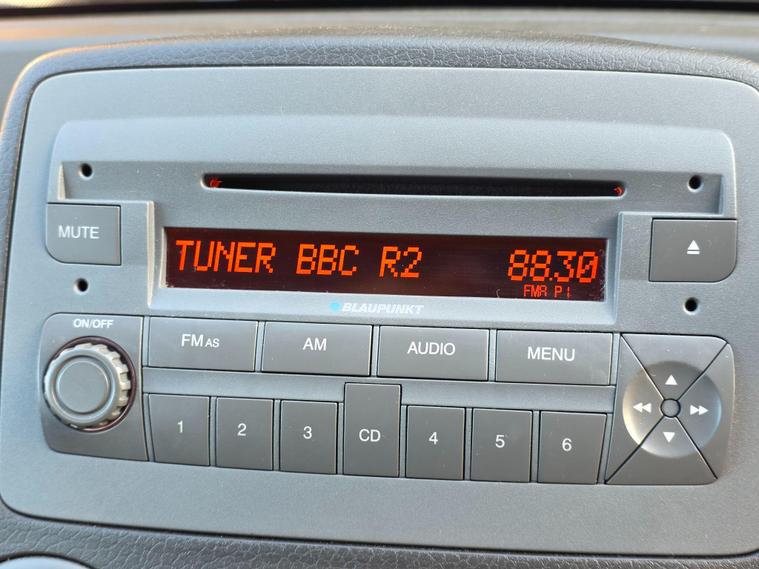 MUTE
TUNER BBC R2 88.30
FMA P1
BLAUPUNKT
ON/OFF
FM AS
AM
AUDIO
MENU
1
2
3
CD
4
5
6